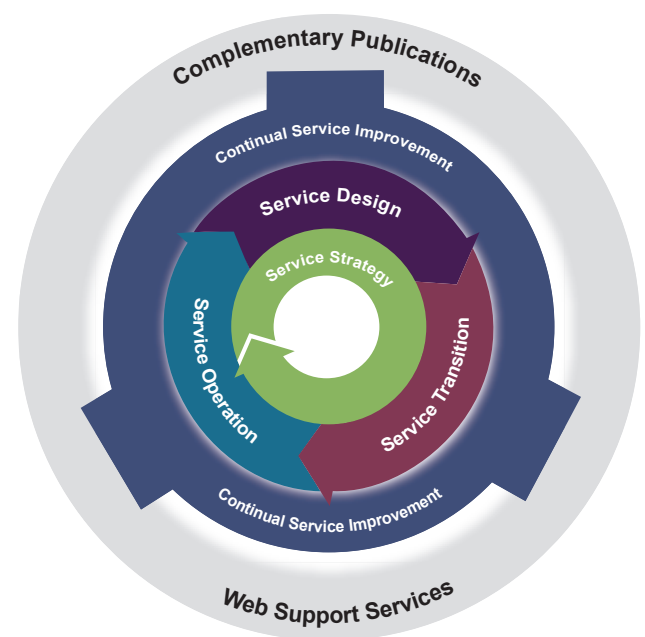 Complementary Publications
Continual Service Improvement
Service Design
Service Strategy
Service Operation
Service Transition
Continual Service Improvement
Web Support Services